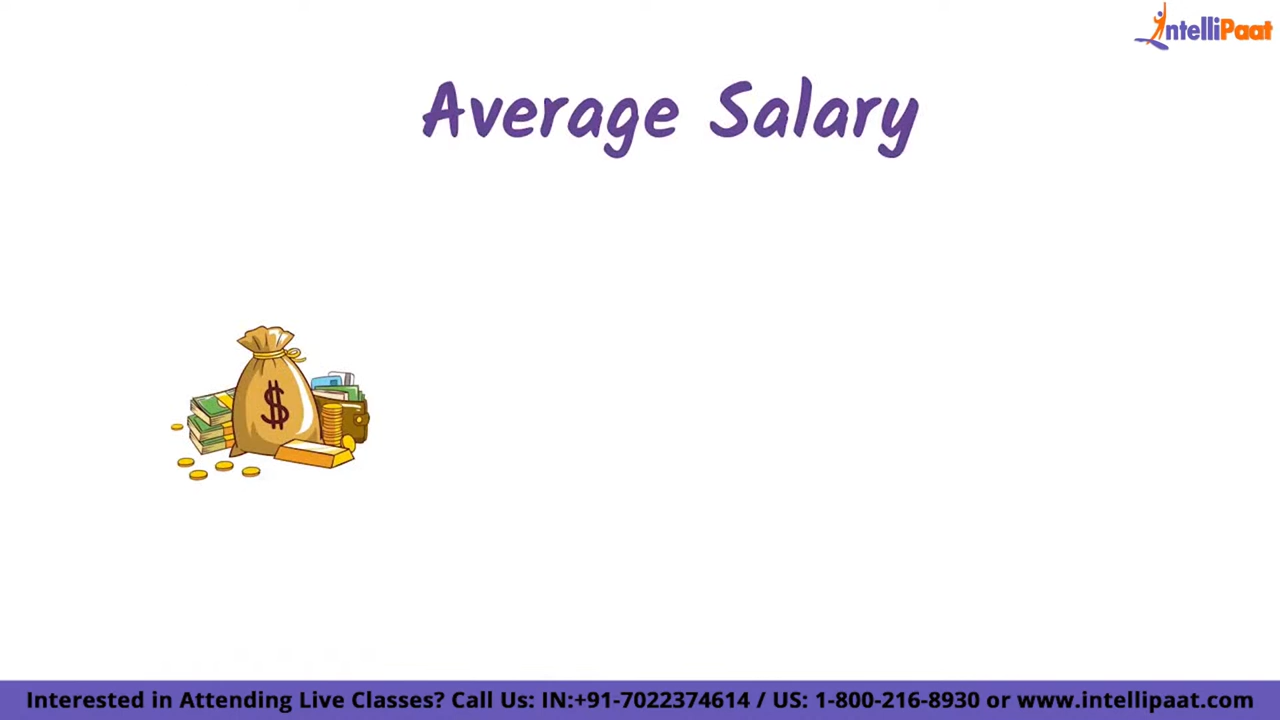 IntelliPaat
Average Salary
$
Interested in Attending Live Classes? Call Us: IN:+91-7022374614 / US: 1-800-216-8930 or www.intellipaat.com